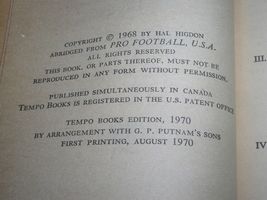 COPYRIGHT © 1968 BY HAL HIGDON
ABRIDGED FROM PRO FOOTBALL, U.S.A.
ALL RIGHTS RESERVED
THIS BOOK, OR PARTS THEREOF, MUST NOT BE
REPRODUCED IN ANY FORM WITHOUT PERMISSION.
PUBLISHED SIMULTANEOUSLY IN CANADA
TEMPO BOOKS IS REGISTERED IN THE U.S. PATENT OFFICE
TEMPO BOOKS EDITION, 1970
BY ARRANGEMENT WITH G. P. PUTNAM'S SONS
FIRST PRINTING, AUGUST 1970
III.
IV